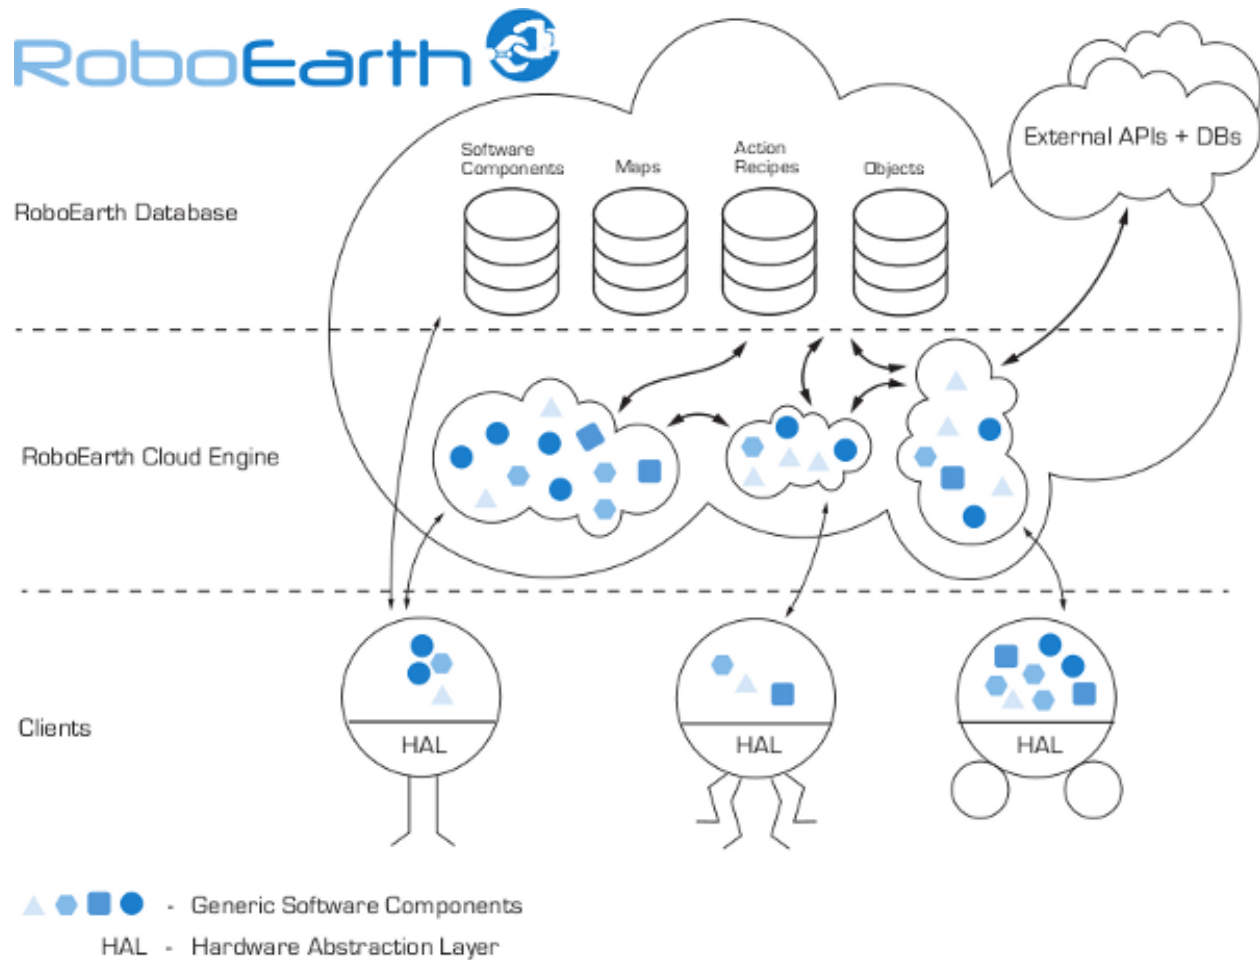 RoboEarth
External APIs + DBs
Software
Components
Maps
Action
Recipes
Objects
RoboEarth Database
RoboEarth Cloud Engine
Clients
HAL
HAL
HAL
- Generic Software Components
HAL - Hardware Abstraction Layer